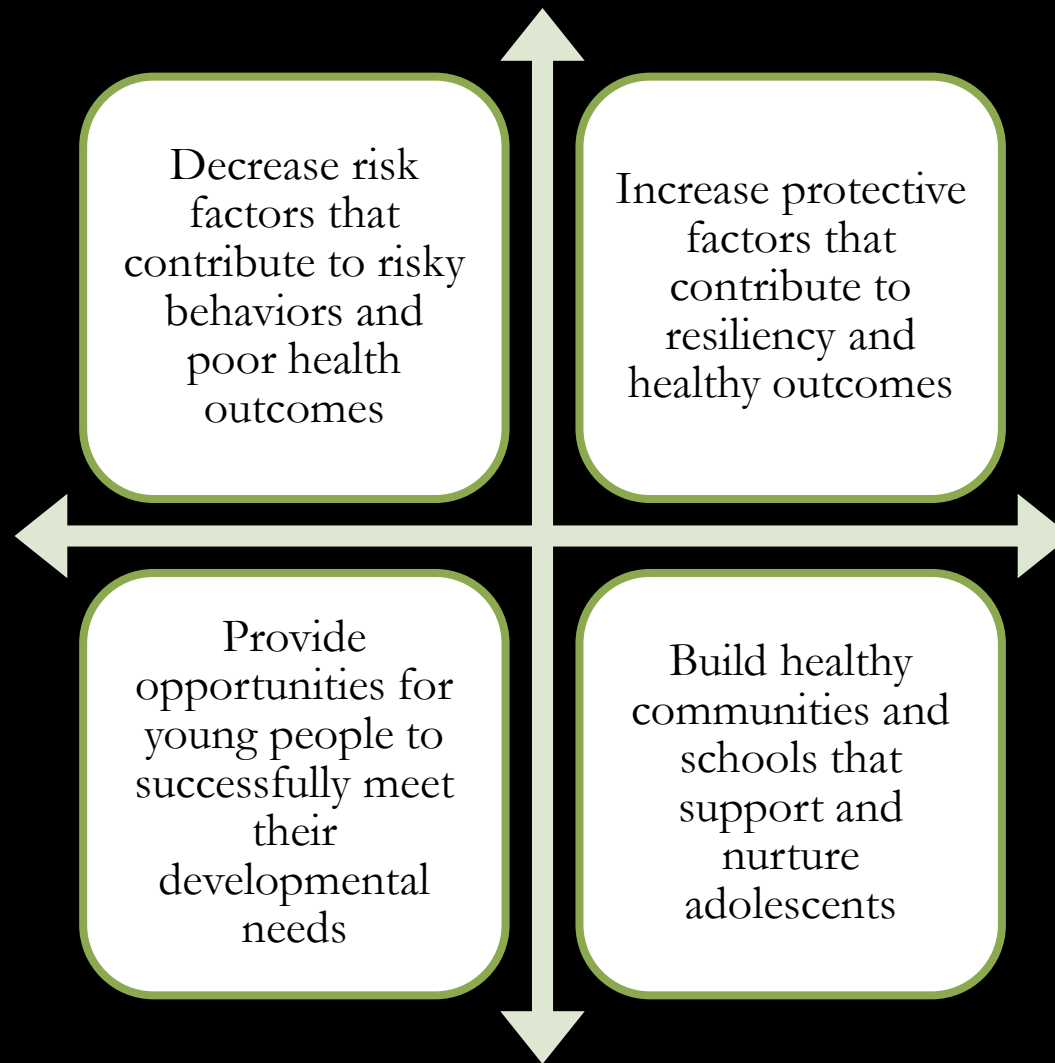 Decrease risk
factors that
contribute to risky
behaviors and
poor health
outcomes
Increase protective
factors that
contribute to
resiliency and
healthy outcomes
Provide
opportunities for
young people to
successfully meet
their
developmental
needs
Build healthy
communities and
schools that
support and
nurture
adolescents